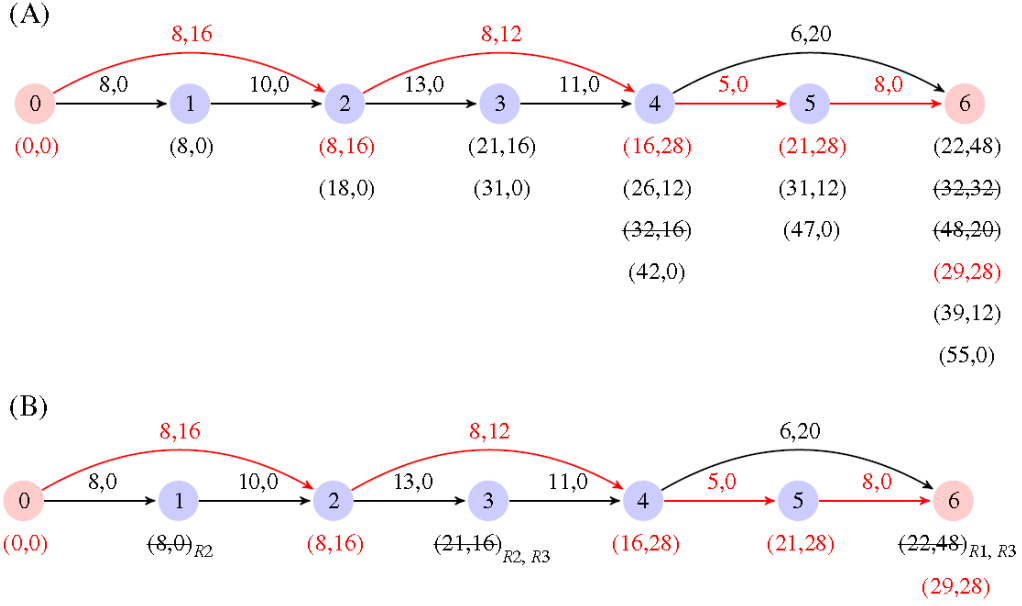 (A)
8,16 8,12 6,20
8,0 10,0 13,0 11,0 5,0 8,0
0 1 2 3 4 5 6
(0,0) (8,0) (8,16) (21,16) (16,28) (21,28) (22,48)
(18,0) (31,0) (26,12) (31,12) (32,32)
(32,16) (47,0) (48,20)
(42,0) (29,28)
(39,12)
(55,0)
(B)
8,16 8,12 6,20
8,0 10,0 13,0 11,0 5,0 8,0
0 1 2 3 4 5 6
(0,0) (8,0)R2 (8,16) (21,16)R2, R3 (16,28) (21,28) (22,48)R1, R3
(29,28)